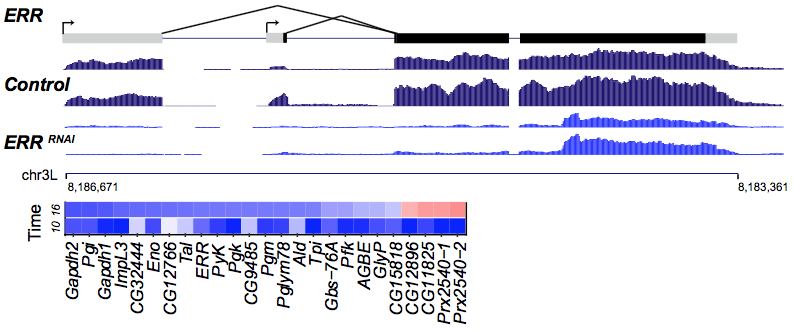 ERR
Control
ERR RNAI
chr3L
8,186,671
8,183,361
Time
16
10
Gapdh2
Pgi
Gapdh1
ImpL3
CG32444
Eno
CG12766
Tal
ERR
PyK
Pgk
CG9485
Pgm
Pglym78
Ald
Tpi
Gbs-76A
Pfk
AGBE
GlyP
CG15818
CG12896
CG11825
Prx2540-1
Prx2540-2